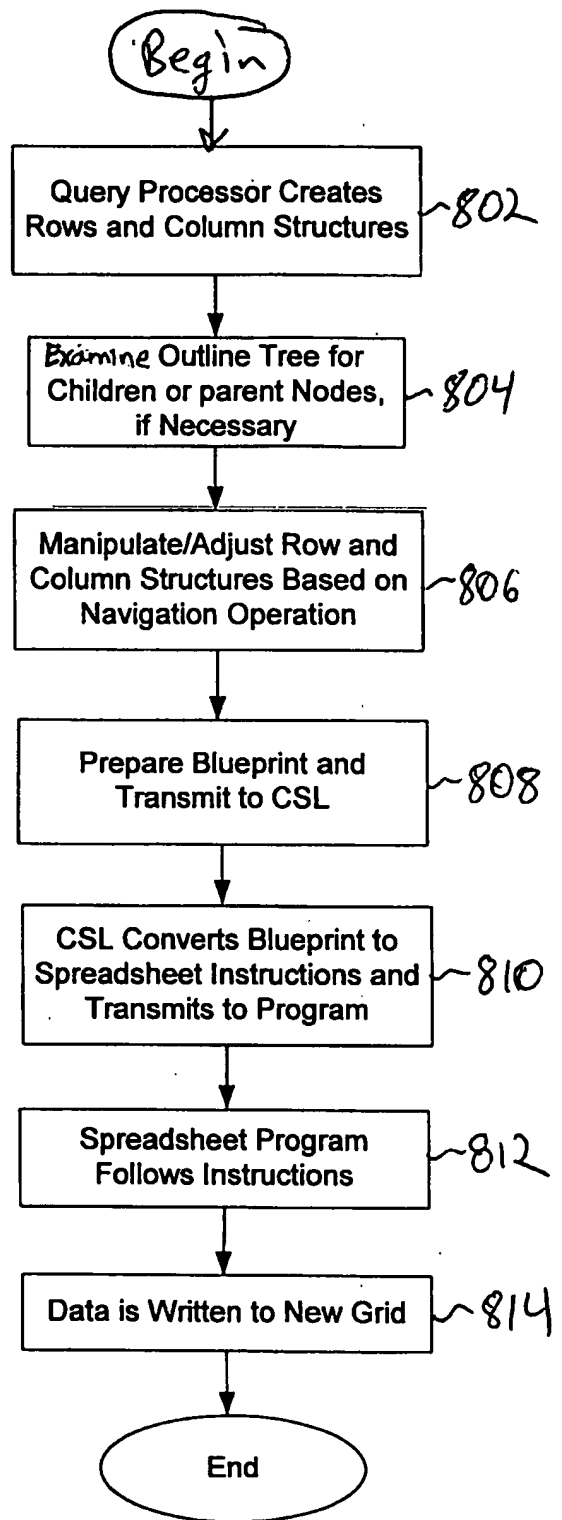 Begin
Query Processor Creates
Rows and Column Structures
802
Examine Outline Tree for
Children or parent Nodes,
if Necessary
804
Manipulate/Adjust Row and
Column Structures Based on
Navigation Operation
806
Prepare Blueprint and
Transmit to CSL
808
CSL Converts Blueprint to
Spreadsheet Instructions and
Transmits to Program
810
Spreadsheet Program
Follows Instructions
812
Data is Written to New Grid
814
End